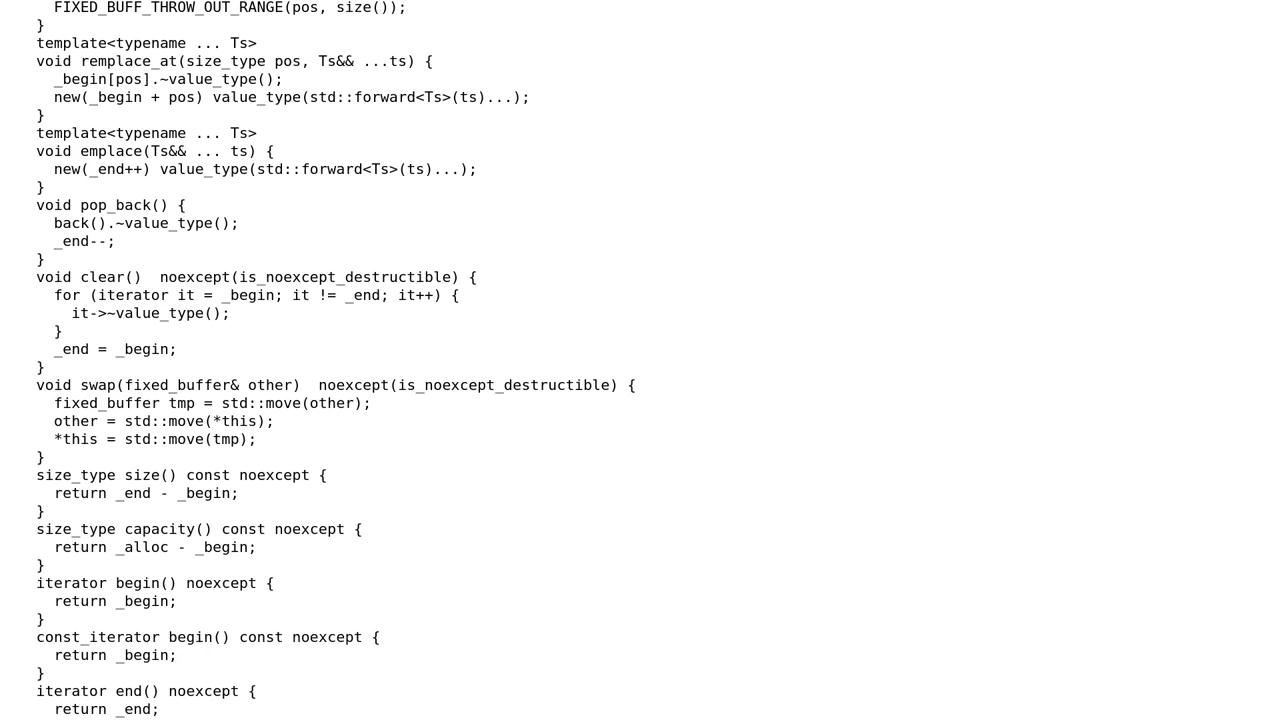 FIXED_BUFF_THROW_OUT_RANGE(pos, size());
}
template<typename ... Ts>
void remplace_at(size_type pos, Ts&& ...ts) {
_begin[pos].~value_type();
new(_begin + pos) value_type(std::forward<Ts>(ts)...);
}
template<typename ... Ts>
void emplace(Ts&& ... ts) {
new(_end++) value_type(std::forward<Ts>(ts)...);
}
void pop_back() {
back().~value_type();
_end--;
}
void clear()  noexcept(is_noexcept_destructible) {
for (iterator it = _begin; it != _end; it++) {
it->~value_type();
}
_end = _begin;
}
void swap(fixed_buffer& other)  noexcept(is_noexcept_destructible) {
fixed_buffer tmp = std::move(other);
other = std::move(*this);
*this = std::move(tmp);
}
size_type size() const noexcept {
return _end - _begin;
}
size_type capacity() const noexcept {
return _alloc - _begin;
}
iterator begin() noexcept {
return _begin;
}
const_iterator begin() const noexcept {
return _begin;
}
iterator end() noexcept {
return _end;